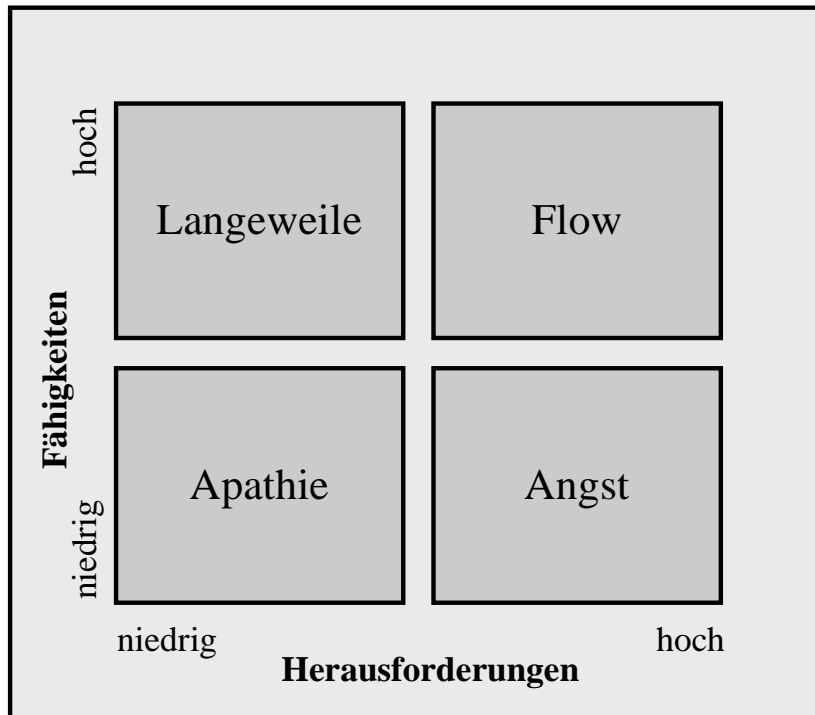 hoch
Langeweile
Flow
Fähigkeiten
Apathie
Angst
niedrig
niedrig
hoch
Herausforderungen